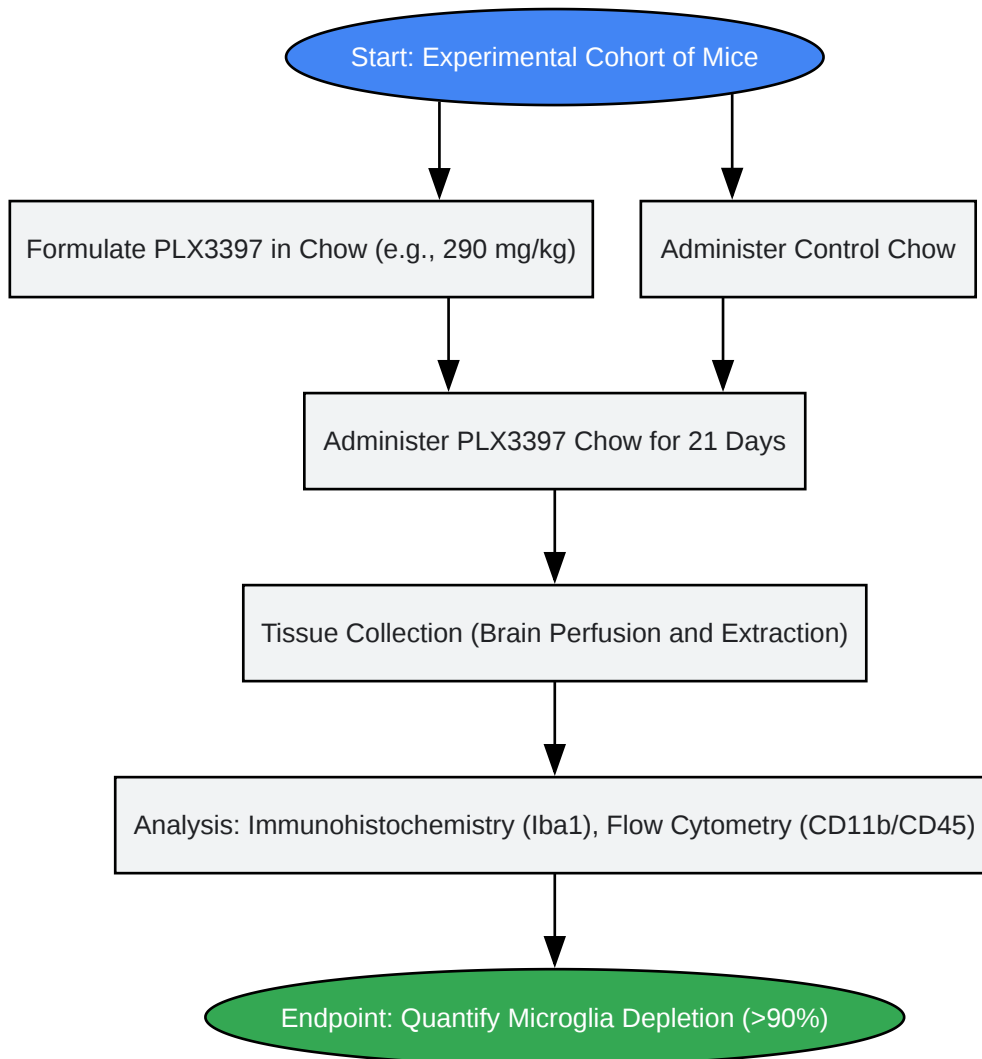 Start: Experimental Cohort of Mice
Formulate PLX3397 in Chow (e.g., 290 mg/kg)
Administer Control Chow
Administer PLX3397 Chow for 21 Days
Tissue Collection (Brain Perfusion and Extraction)
Analysis: Immunohistochemistry (Iba1), Flow Cytometry (CD11b/CD45)
Endpoint: Quantify Microglia Depletion (>90%)